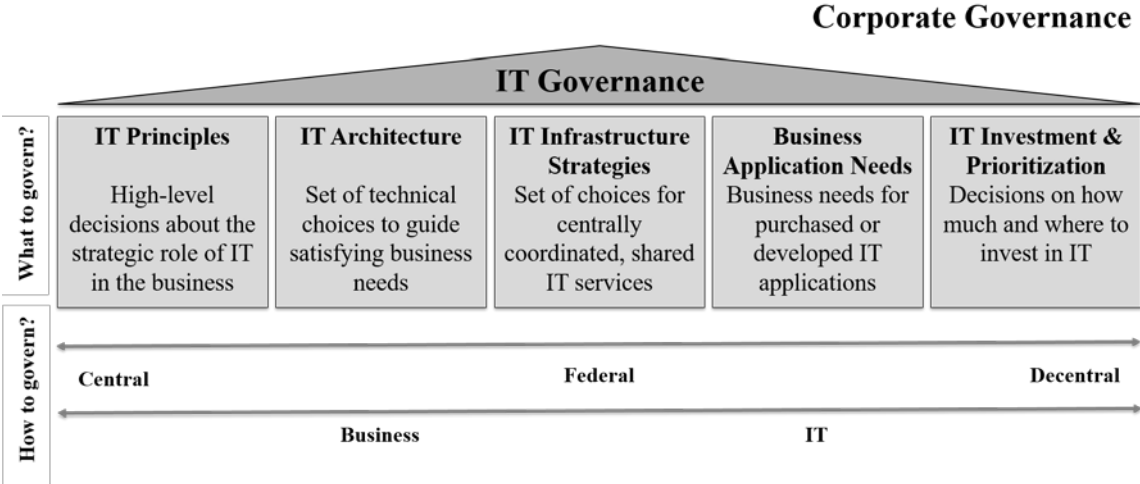 Corporate Governance
IT Governance
What to govern?
IT Principles
High-level
decisions about the
strategic role of IT
in the business
IT Architecture
Set of technical
choices to guide
satisfying business
needs
IT Infrastructure
Strategies
Set of choices for
centrally
coordinated, shared
IT services
Business
Application Needs
Business needs for
purchased or
developed IT
applications
IT Investment &
Prioritization
Decisions on how
much and where to
invest in IT
How to govern?
Central
Federal
Decentral
Business
IT